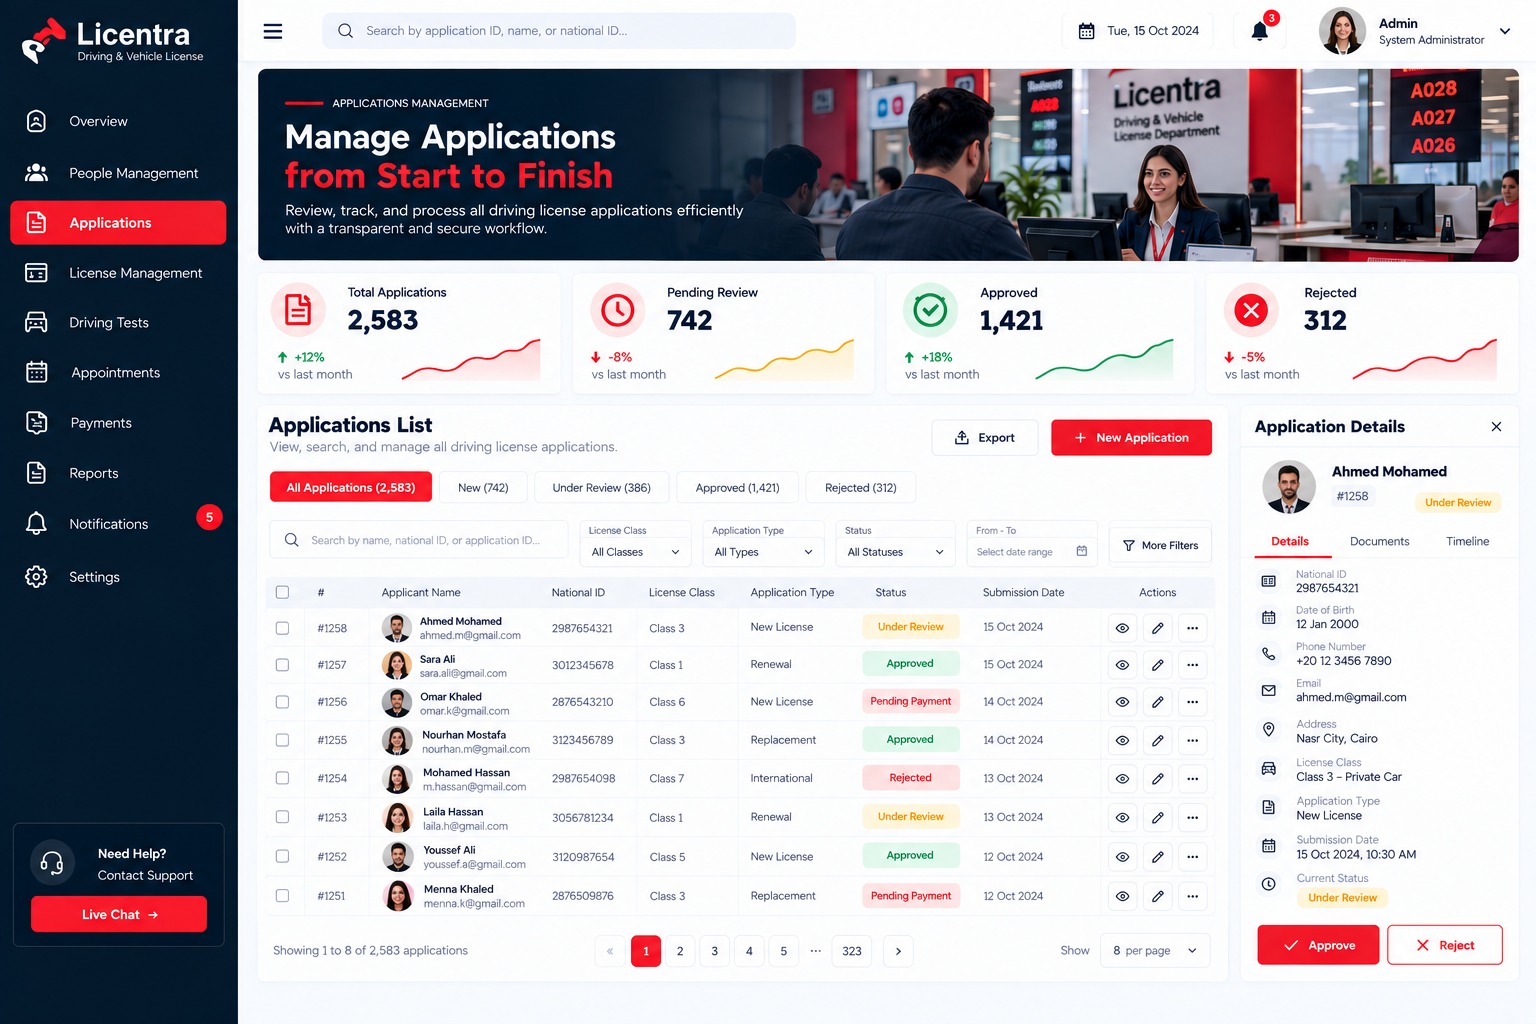 Licentra
Driving & Vehicle License
Overview
People Management
Applications
License Management
Driving Tests
Appointments
Payments
Reports
Notifications
5
Settings
Need Help?
Contact Support
Live Chat →
Search by application ID, name, or national ID...
Tue, 15 Oct 2024
3
Admin
System Administrator
APPLICATIONS MANAGEMENT
Manage Applications
from Start to Finish
Review, track, and process all driving license applications efficiently
with a transparent and secure workflow.
A028
Licentra
Driving & Vehicle
License Department
A028
A027
A026
Total Applications
2,583
+12%
vs last month
Pending Review
742
-8%
vs last month
Approved
1,421
+18%
vs last month
Rejected
312
-5%
vs last month
Applications List
View, search, and manage all driving license applications.
Export
+ New Application
All Applications (2,583)
New (742)
Under Review (386)
Approved (1,421)
Rejected (312)
Search by name, national ID, or application ID...
License Class
All Classes
Application Type
All Types
Status
All Statuses
From - To
Select date range
More Filters
# Applicant Name National ID License Class Application Type Status Submission Date Actions
#1258 Ahmed Mohamed 2987654321 Class 3 New License Under Review 15 Oct 2024
ahmed.m@gmail.com
#1257 Sara Ali 3012345678 Class 1 Renewal Approved 15 Oct 2024
sara.ali@gmail.com
#1256 Omar Khaled 2876543210 Class 6 New License Pending Payment 14 Oct 2024
omar.k@gmail.com
#1255 Nourhan Mostafa 3123456789 Class 3 Replacement Approved 14 Oct 2024
nourhan.m@gmail.com
#1254 Mohamed Hassan 2987654098 Class 7 International Rejected 13 Oct 2024
m.hassan@gmail.com
#1253 Laila Hassan 3056781234 Class 1 Renewal Under Review 13 Oct 2024
laila.h@gmail.com
#1252 Youssef Ali 3120987654 Class 5 New License Approved 12 Oct 2024
youssef.a@gmail.com
#1251 Menna Khaled 2876509876 Class 3 Replacement Pending Payment 12 Oct 2024
menna.k@gmail.com
Showing 1 to 8 of 2,583 applications
« 1 2 3 4 5 ... 323 >
Show 8 per page
Application Details
Ahmed Mohamed
#1258
Under Review
Details
Documents
Timeline
National ID
2987654321
Date of Birth
12 Jan 2000
Phone Number
+20 12 3456 7890
Email
ahmed.m@gmail.com
Address
Nasr City, Cairo
License Class
Class 3 – Private Car
Application Type
New License
Submission Date
15 Oct 2024, 10:30 AM
Current Status
Under Review
Approve
Reject